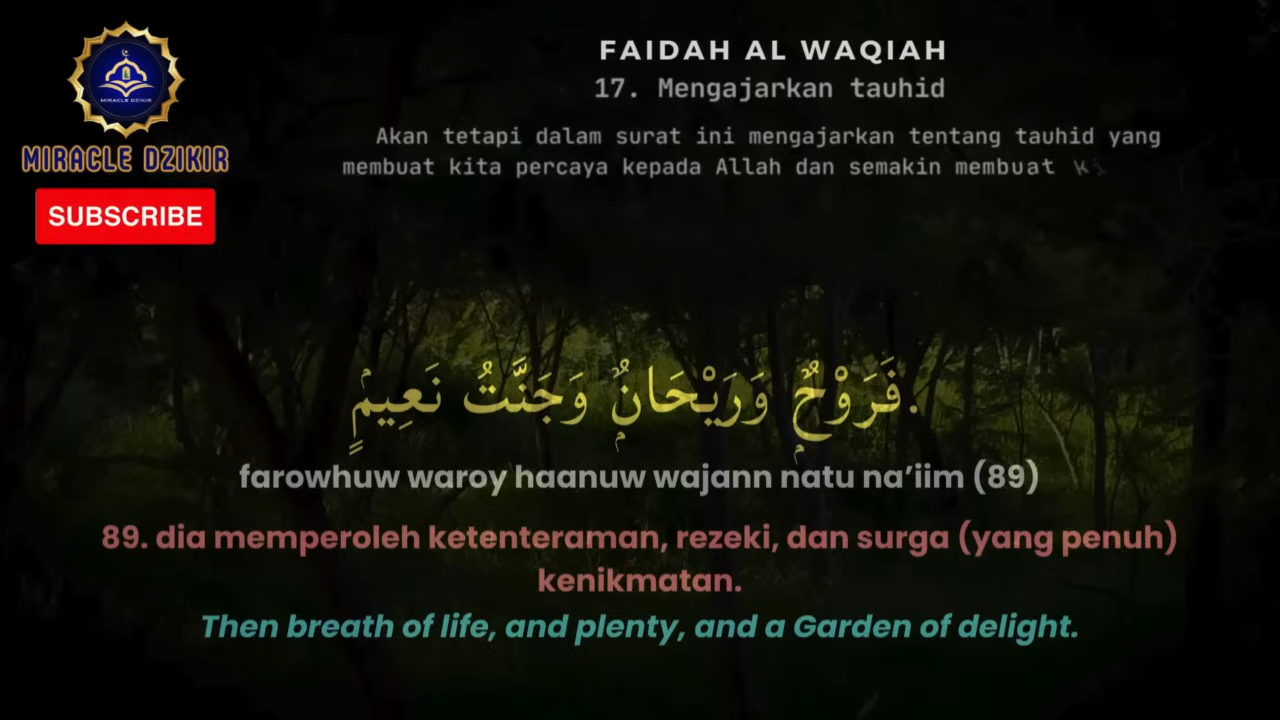 FAIDAH AL WAQIAH
17. Mengajarkan tauhid
Akan tetapi dalam surat ini mengajarkan tentang tauhid yang
membuat kita percaya kepada Allah dan semakin membuat
MIRACLE DZIKIR
MIRACLE DZIKIR
SUBSCRIBE
فَرَوْحٌۭ وَرَيْحَانٌۭ وَجَنَّتُ نَعِيمٍۢ.
farowhuw waroy haanuw wajann natu na’iim (89)
89. dia memperoleh ketenteraman, rezeki, dan surga (yang penuh)
kenikmatan.
Then breath of life, and plenty, and a Garden of delight.